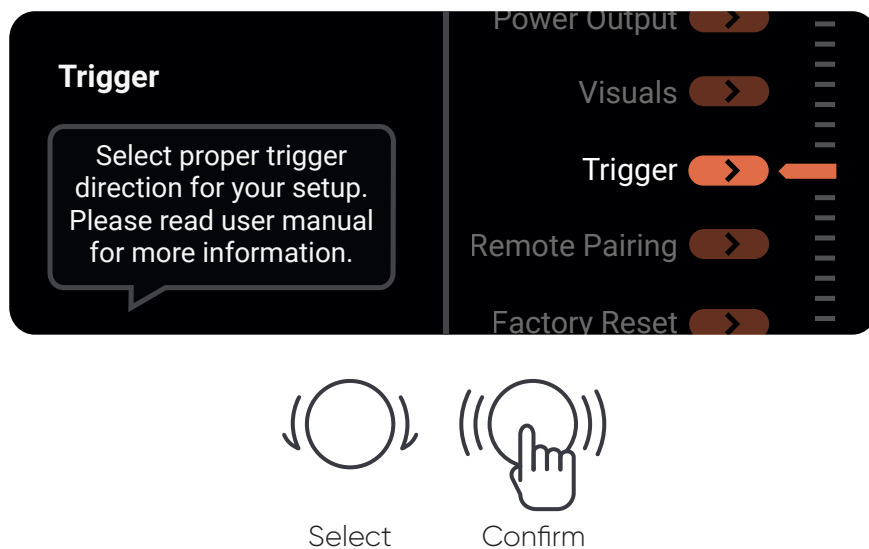 Trigger
Select proper trigger
direction for your setup.
Please read user manual
for more information.
Power Output
Visuals
Trigger
Remote Pairing
Factory Reset
Select
Confirm